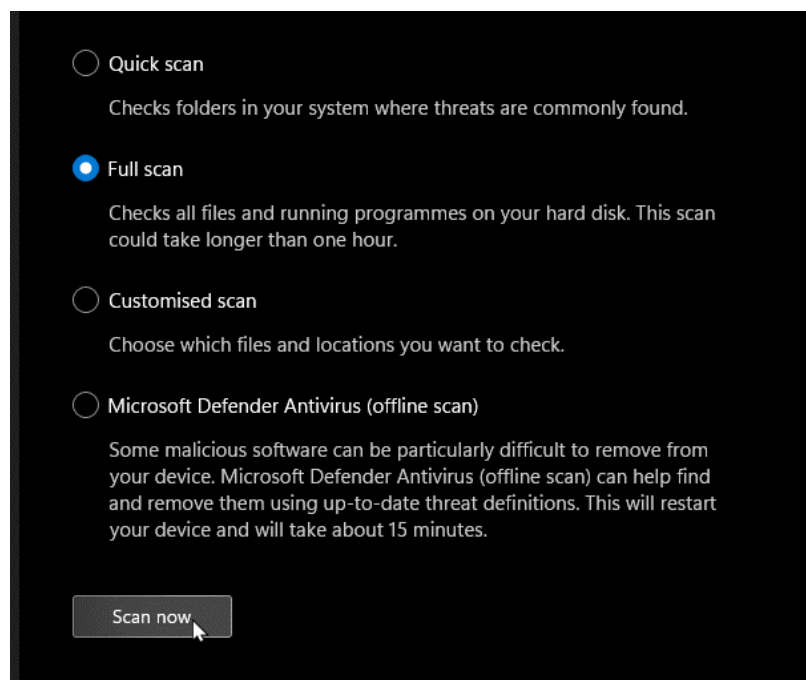 Quick scan
Checks folders in your system where threats are commonly found.
Full scan
Checks all files and running programmes on your hard disk. This scan
could take longer than one hour.
Customised scan
Choose which files and locations you want to check.
Microsoft Defender Antivirus (offline scan)
Some malicious software can be particularly difficult to remove from
your device. Microsoft Defender Antivirus (offline scan) can help find
and remove them using up-to-date threat definitions. This will restart
your device and will take about 15 minutes.
Scan now